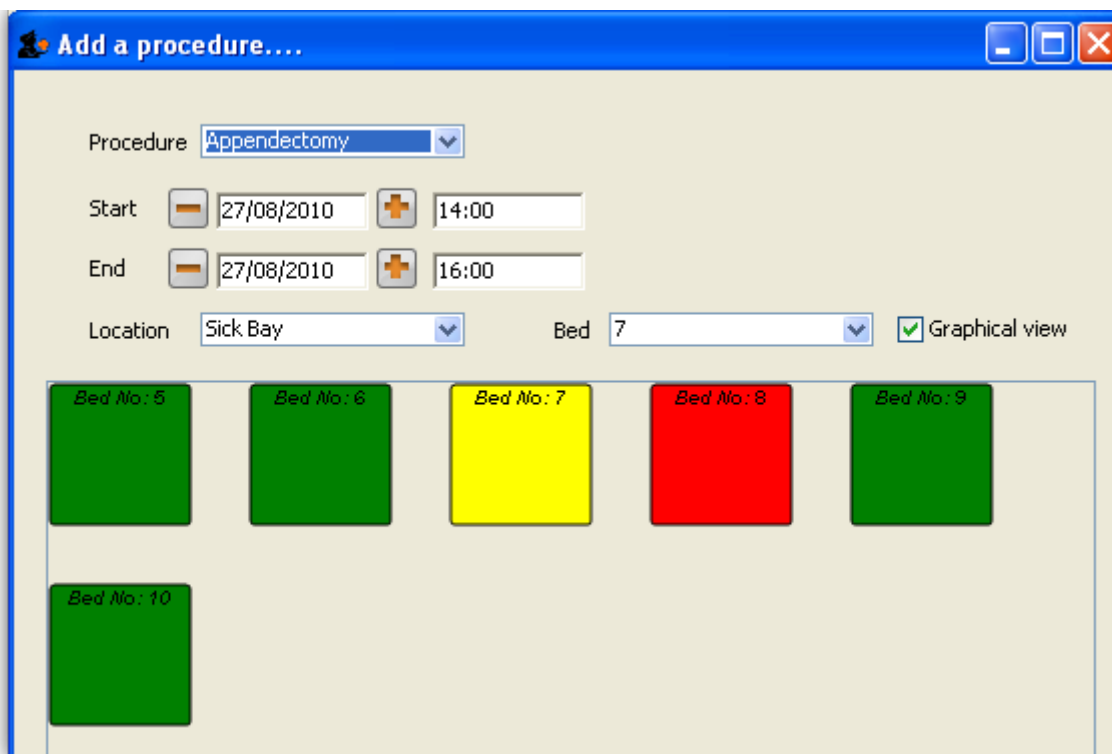 Add a procedure....
Procedure Appendectomy
Start 27/08/2010 14:00
End 27/08/2010 16:00
Location Sick Bay Bed 7 Graphical view
Bed No: 5 Bed No: 6 Bed No: 7 Bed No: 8 Bed No: 9
Bed No: 10